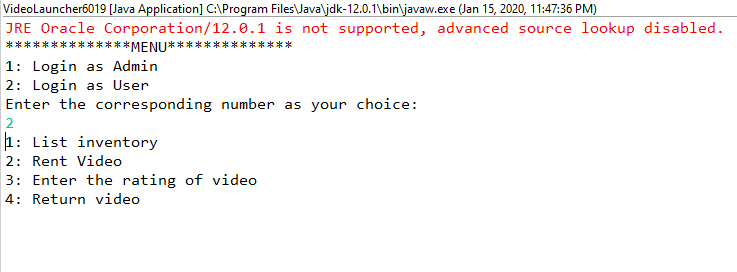 VideoLauncher6019 [Java Application] C:\Program Files\Java\jdk-12.0.1\bin\javaw.exe (Jan 15, 2020, 11:47:36 PM)
JRE Oracle Corporation/12.0.1 is not supported, advanced source lookup disabled.
**************MENU**************
1: Login as Admin
2: Login as User
Enter the corresponding number as your choice:
2
1: List inventory
2: Rent Video
3: Enter the rating of video
4: Return video